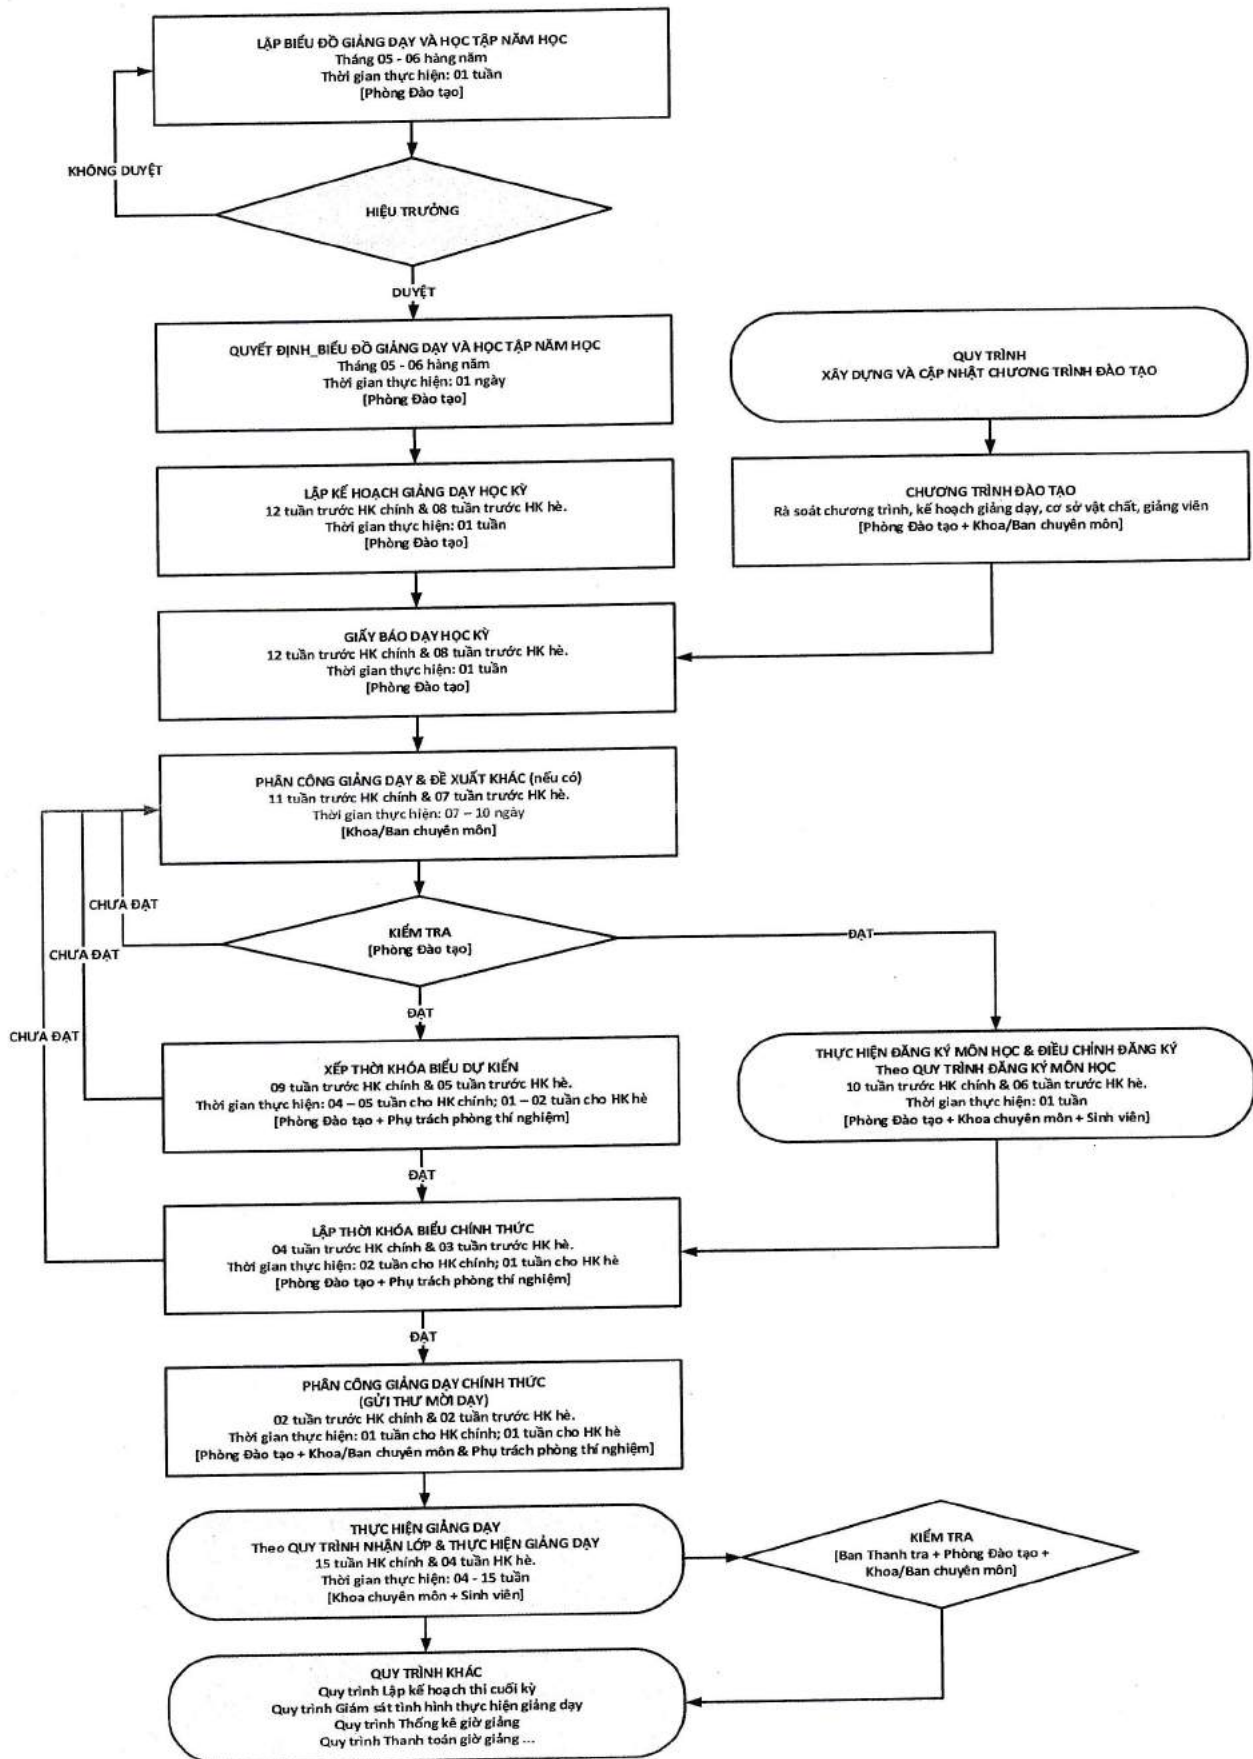 LẬP BIỂU ĐỒ GIẢNG DẠY VÀ HỌC TẬP NĂM HỌC
Tháng 05 - 06 hàng năm
Thời gian thực hiện: 01 tuần
[Phòng Đào tạo]
KHÔNG DUYỆT
HIỆU TRƯỞNG
DUYỆT
QUYẾT ĐỊNH_BIỂU ĐỒ GIẢNG DẠY VÀ HỌC TẬP NĂM HỌC
Tháng 05 - 06 hàng năm
Thời gian thực hiện: 01 ngày
[Phòng Đào tạo]
QUY TRÌNH
XÂY DỰNG VÀ CẬP NHẬT CHƯƠNG TRÌNH ĐÀO TẠO
LẬP KẾ HOẠCH GIẢNG DẠY HỌC KỲ
12 tuần trước HK chính & 08 tuần trước HK hè.
Thời gian thực hiện: 01 tuần
[Phòng Đào tạo]
CHƯƠNG TRÌNH ĐÀO TẠO
Rà soát chương trình, kế hoạch giảng dạy, cơ sở vật chất, giảng viên
[Phòng Đào tạo + Khoa/Ban chuyên môn]
GIẤY BÁO DẠY HỌC KỲ
12 tuần trước HK chính & 08 tuần trước HK hè.
Thời gian thực hiện: 01 tuần
[Phòng Đào tạo]
PHÂN CÔNG GIẢNG DẠY & ĐỀ XUẤT KHÁC (nếu có)
11 tuần trước HK chính & 07 tuần trước HK hè.
Thời gian thực hiện: 07 – 10 ngày
[Khoa/Ban chuyên môn]
CHƯA ĐẠT
CHƯA ĐẠT
CHƯA ĐẠT
KIỂM TRA
[Phòng Đào tạo]
ĐẠT
ĐẠT
XẾP THỜI KHÓA BIỂU DỰ KIẾN
09 tuần trước HK chính & 05 tuần trước HK hè.
Thời gian thực hiện: 04 – 05 tuần cho HK chính; 01 – 02 tuần cho HK hè
[Phòng Đào tạo + Phụ trách phòng thí nghiệm]
THỰC HIỆN ĐĂNG KÝ MÔN HỌC & ĐIỀU CHỈNH ĐĂNG KÝ
Theo QUY TRÌNH ĐĂNG KÝ MÔN HỌC
10 tuần trước HK chính & 06 tuần trước HK hè.
Thời gian thực hiện: 01 tuần
[Phòng Đào tạo + Khoa chuyên môn + Sinh viên]
ĐẠT
LẬP THỜI KHÓA BIỂU CHÍNH THỨC
04 tuần trước HK chính & 03 tuần trước HK hè.
Thời gian thực hiện: 02 tuần cho HK chính; 01 tuần cho HK hè
[Phòng Đào tạo + Phụ trách phòng thí nghiệm]
ĐẠT
PHÂN CÔNG GIẢNG DẠY CHÍNH THỨC
(GỬI THƯ MỜI DẠY)
02 tuần trước HK chính & 02 tuần trước HK hè.
Thời gian thực hiện: 01 tuần cho HK chính; 01 tuần cho HK hè
[Phòng Đào tạo + Khoa/Ban chuyên môn & Phụ trách phòng thí nghiệm]
THỰC HIỆN GIẢNG DẠY
Theo QUY TRÌNH NHẬN LỚP & THỰC HIỆN GIẢNG DẠY
15 tuần HK chính & 04 tuần HK hè.
Thời gian thực hiện: 04 - 15 tuần
[Khoa chuyên môn + Sinh viên]
KIỂM TRA
[Ban Thanh tra + Phòng Đào tạo +
Khoa/Ban chuyên môn]
QUY TRÌNH KHÁC
Quy trình Lập kế hoạch thi cuối kỳ
Quy trình Giám sát tình hình thực hiện giảng dạy
Quy trình Thống kê giờ giảng
Quy trình Thanh toán giờ giảng ...